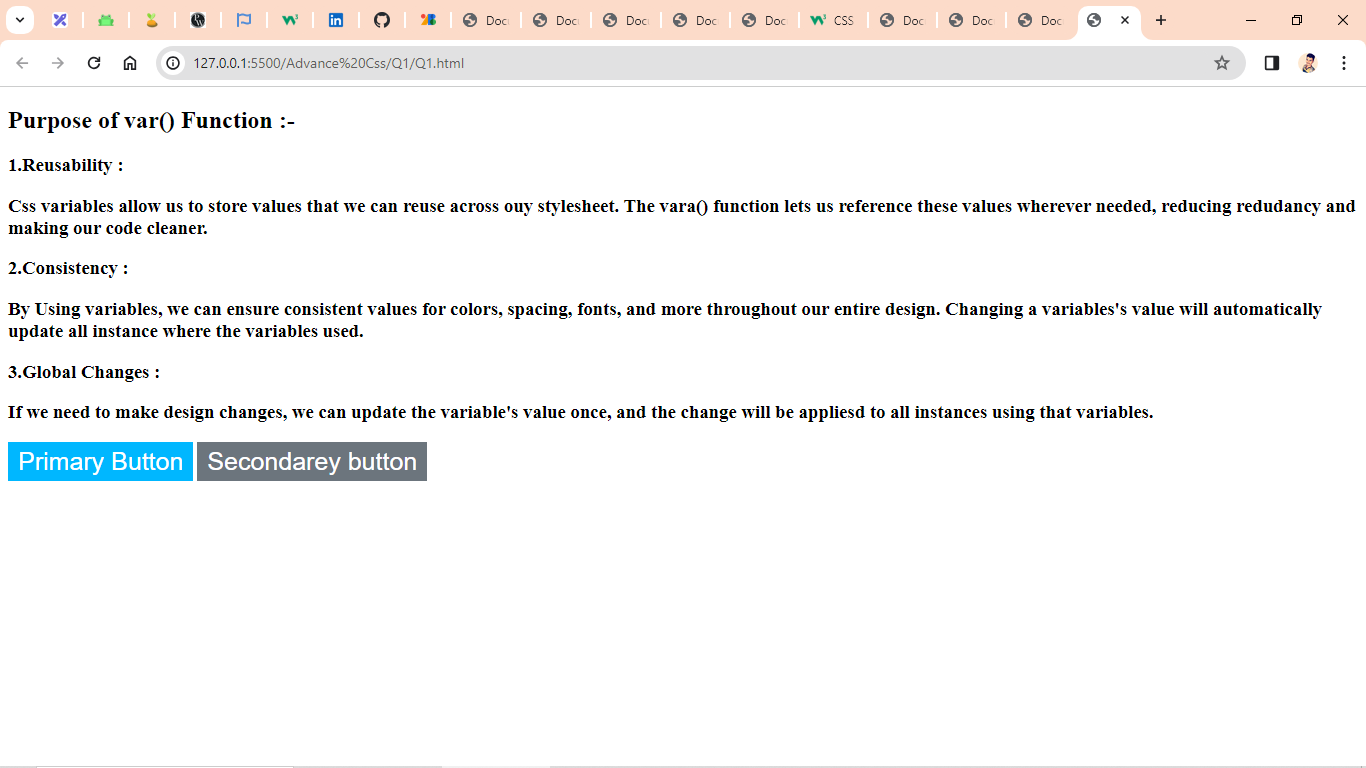 Doc
Doc
Doc
Doc
Doc
CSS
Doc
Doc
Doc
127.0.0.1:5500/Advance%20Css/Q1/Q1.html
Purpose of var() Function :-
1.Reusability :
Css variables allow us to store values that we can reuse across ouy stylesheet. The vara() function lets us reference these values wherever needed, reducing redudancy and
making our code cleaner.
2.Consistency :
By Using variables, we can ensure consistent values for colors, spacing, fonts, and more throughout our entire design. Changing a variables's value will automatically
update all instance where the variables used.
3.Global Changes :
If we need to make design changes, we can update the variable's value once, and the change will be appliesd to all instances using that variables.
Primary Button Secondarey button